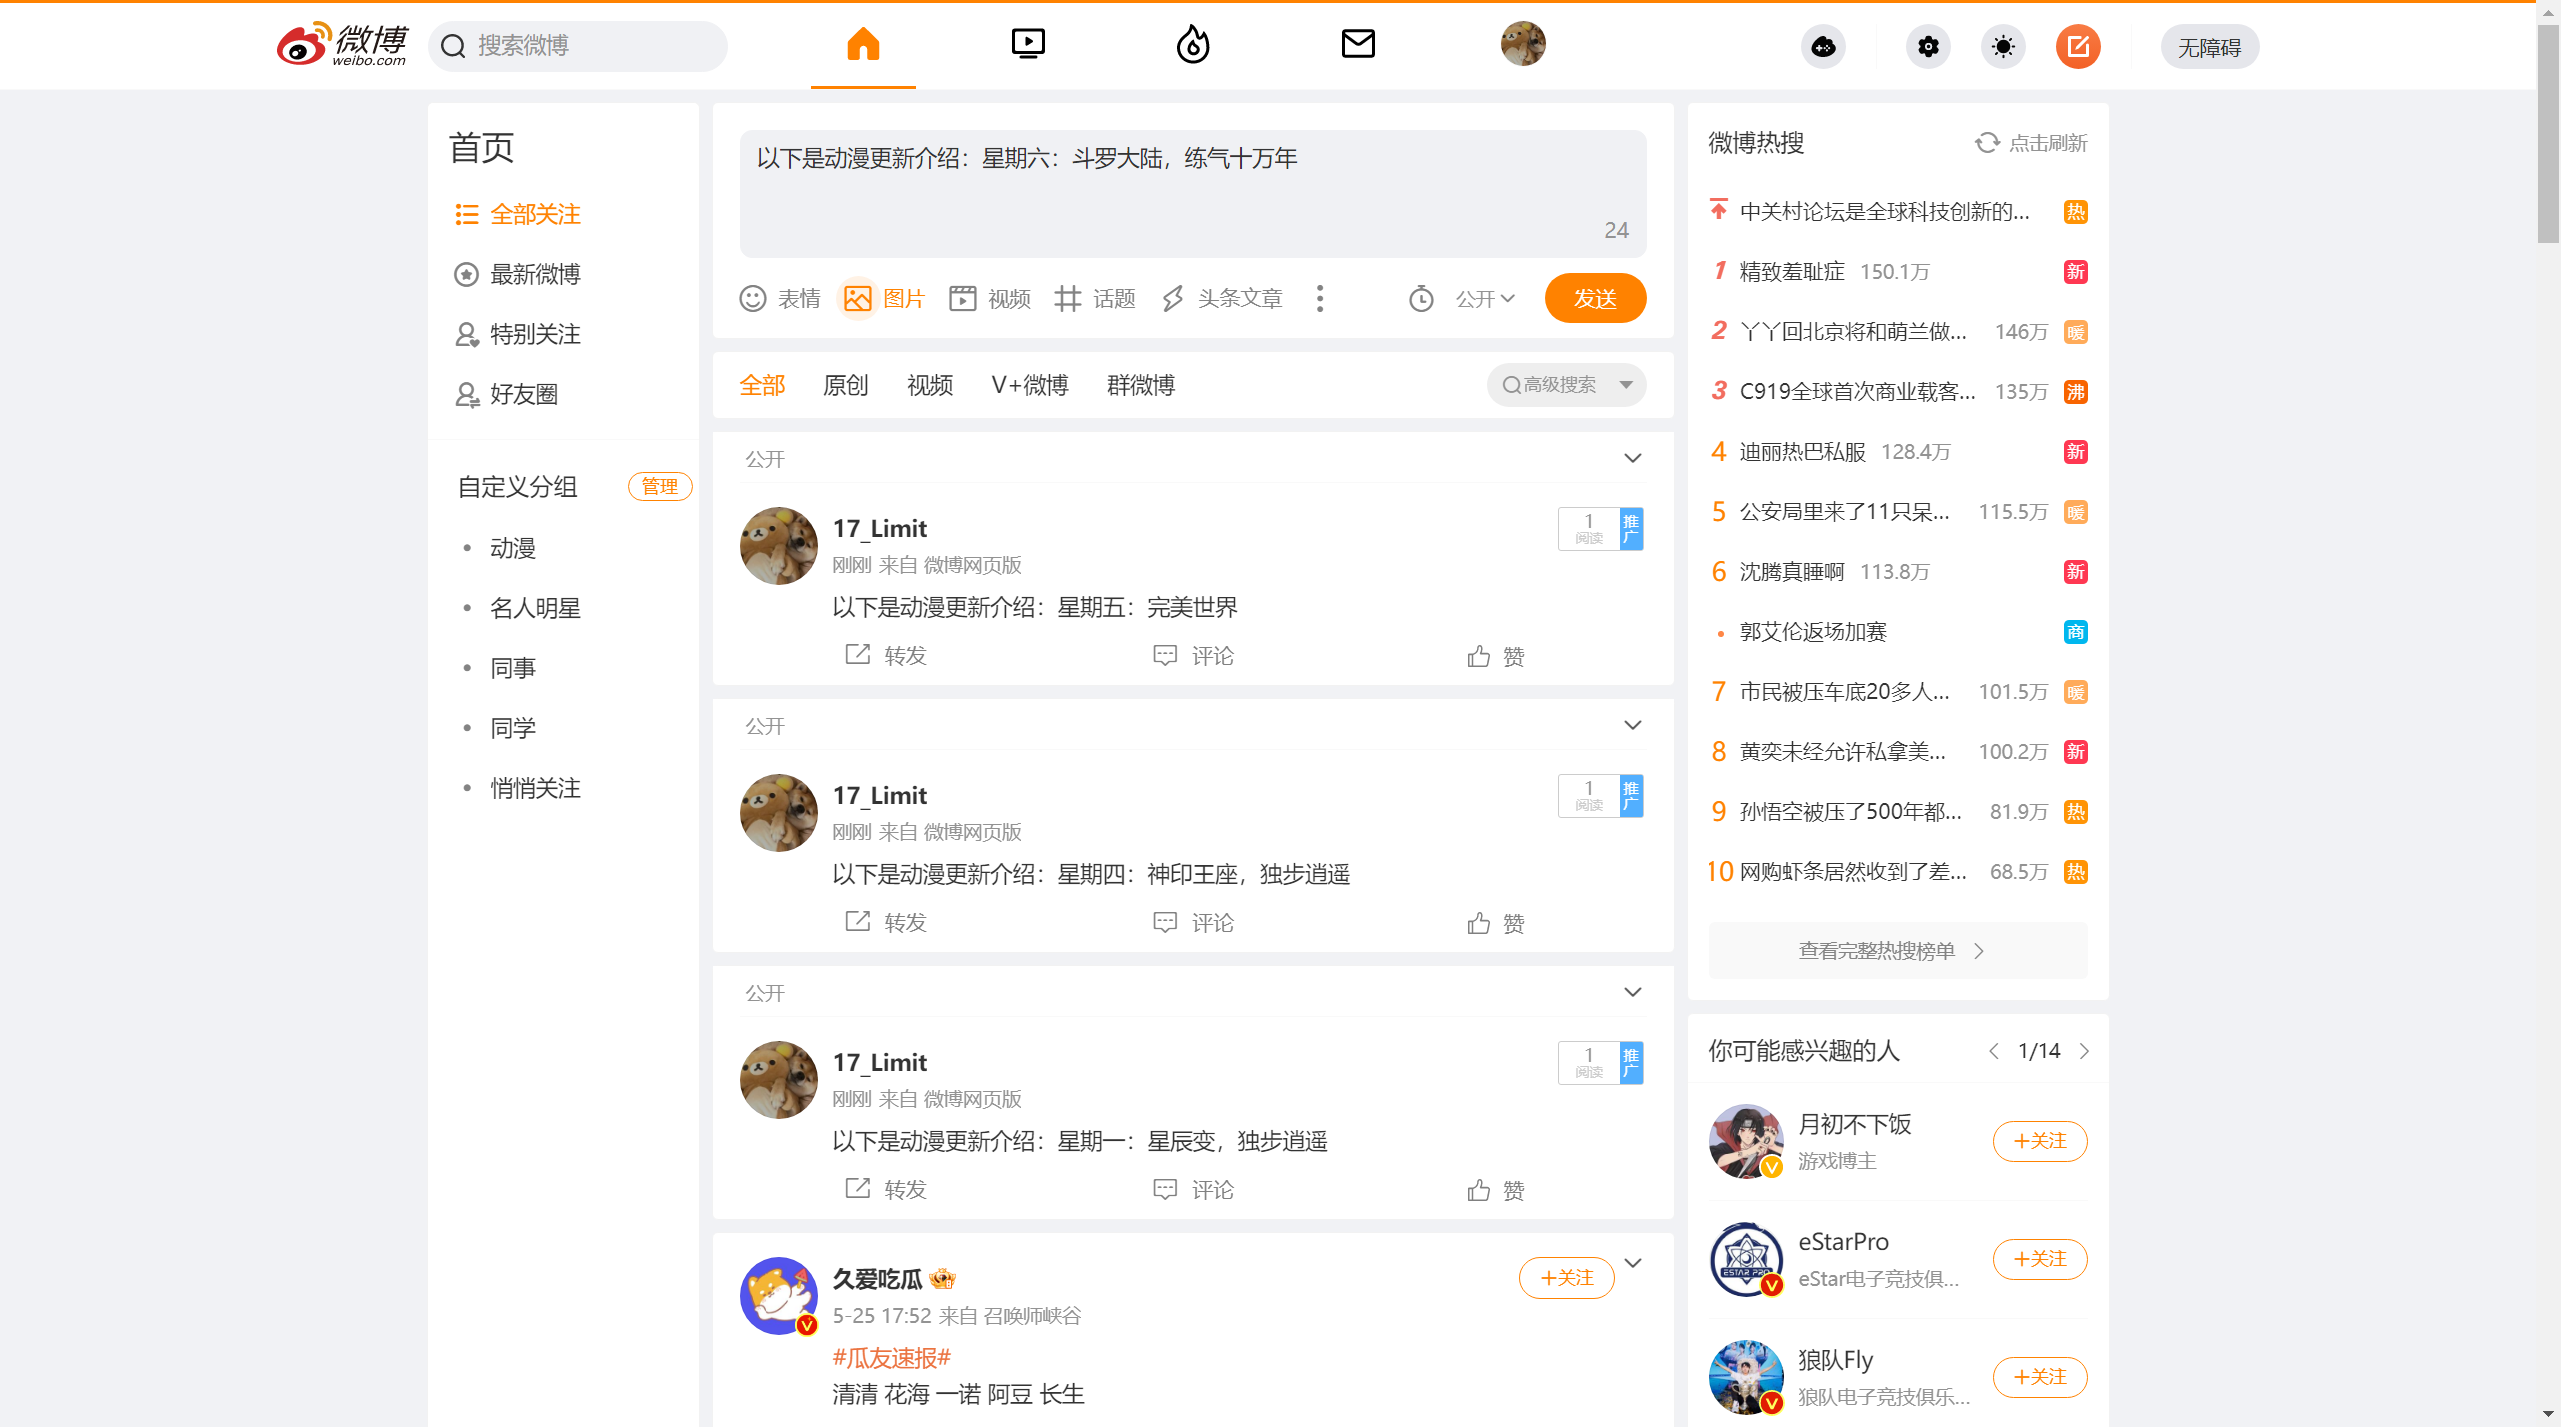 微博
weibo.com
搜索微博
无障碍
首页
全部关注
最新微博
特别关注
好友圈
自定义分组 管理
动漫
名人明星
同事
同学
悄悄关注
以下是动漫更新介绍：星期六：斗罗大陆，练气十万年
24
表情 图片 视频 话题 头条文章 公开 发送
全部 原创 视频 V+微博 群微博 高级搜索
公开
17_Limit
1 阅读 推广
刚刚 来自 微博网页版
以下是动漫更新介绍：星期五：完美世界
转发 评论 赞
公开
17_Limit
1 阅读 推广
刚刚 来自 微博网页版
以下是动漫更新介绍：星期四：神印王座，独步逍遥
转发 评论 赞
公开
17_Limit
1 阅读 推广
刚刚 来自 微博网页版
以下是动漫更新介绍：星期一：星辰变，独步逍遥
转发 评论 赞
久爱吃瓜
+关注
5-25 17:52 来自 召唤师峡谷
#瓜友速报#
清清 花海 一诺 阿豆 长生
微博热搜 点击刷新
中关村论坛是全球科技创新的... 热
1 精致羞耻症 150.1万 新
2 丫丫回北京将和萌兰做... 146万 暖
3 C919全球首次商业载客... 135万 沸
4 迪丽热巴私服 128.4万 新
5 公安局里来了11只呆... 115.5万 暖
6 沈腾真睡啊 113.8万 新
郭艾伦返场加赛 商
7 市民被压车底20多人... 101.5万 暖
8 黄奕未经允许私拿美... 100.2万 新
9 孙悟空被压了500年都... 81.9万 热
10 网购虾条居然收到了差... 68.5万 热
查看完整热搜榜单
你可能感兴趣的人 1/14
月初不下饭
游戏博主
+关注
ESTAR PRO
eStarPro
eStar电子竞技俱...
+关注
狼队Fly
狼队电子竞技俱乐...
+关注